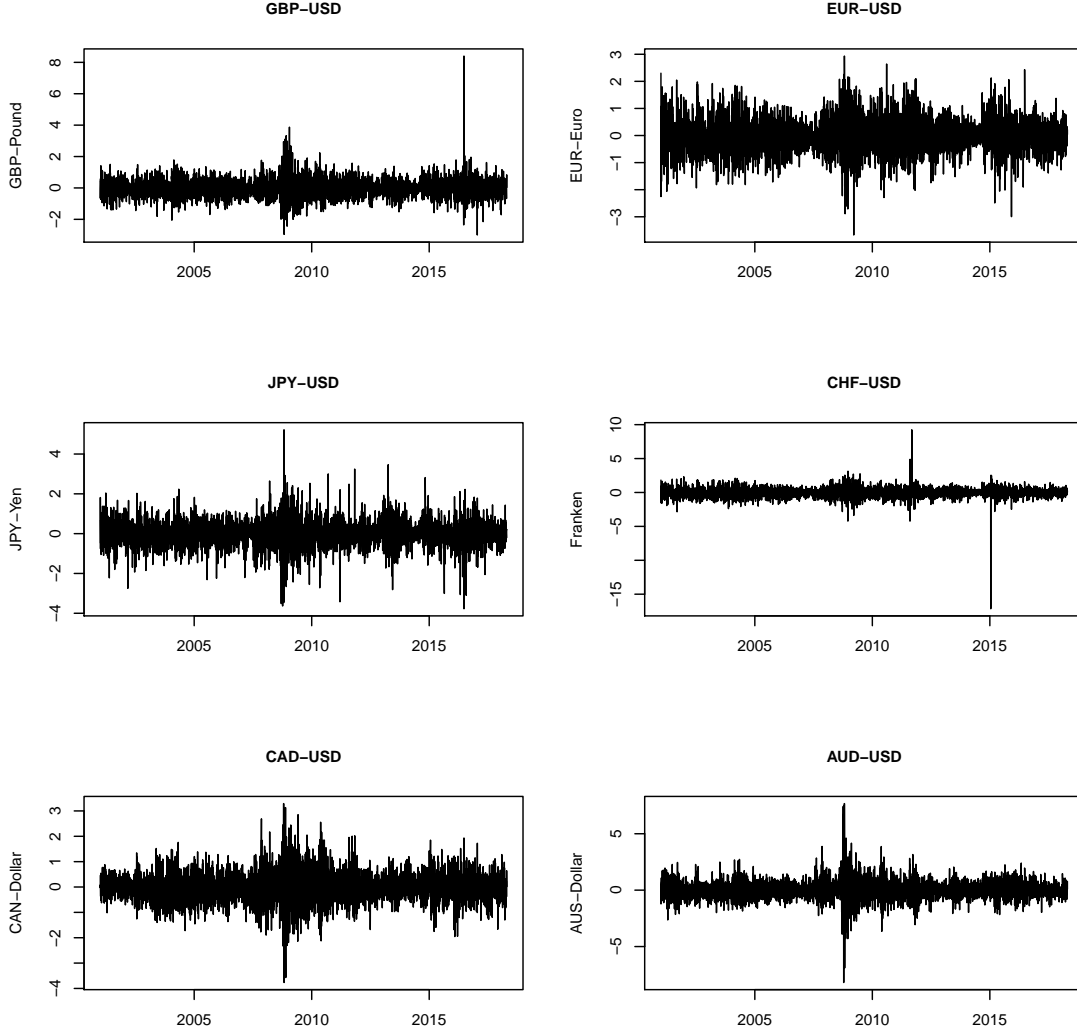 GBP−USD
GBP−Pound
8
6
4
2
0
−2
2005 2010 2015
EUR−USD
EUR−Euro
3
2
1
0
−1
−3
2005 2010 2015
JPY−USD
JPY−Yen
4
2
0
−2
−4
2005 2010 2015
CHF−USD
Franken
10
5
0
−5
−15
2005 2010 2015
CAD−USD
CAN−Dollar
3
2
1
0
−2
−4
2005 2010 2015
AUD−USD
AUS−Dollar
5
0
−5
2005 2010 2015